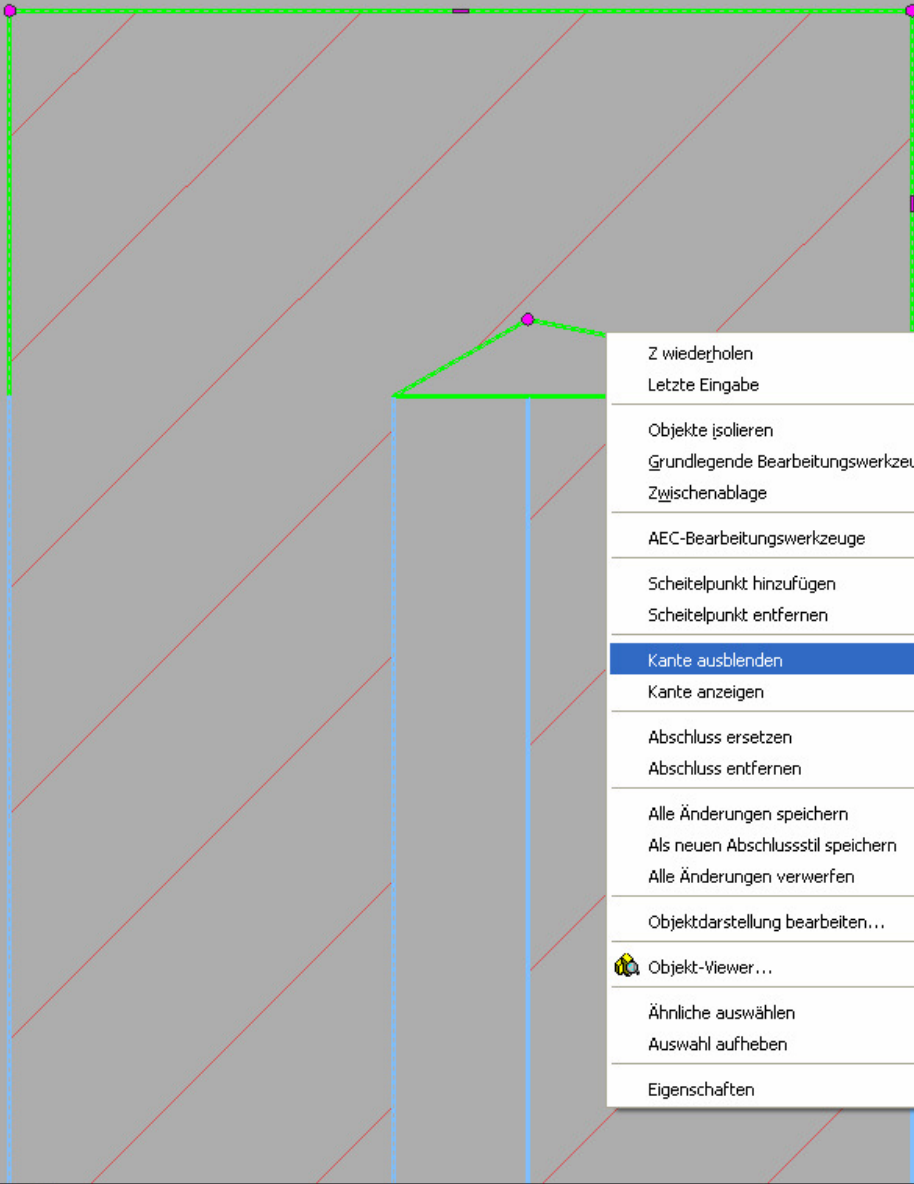 Z wiederholen
Letzte Eingabe
Objekte isolieren
Grundlegende Bearbeitungswerkzeu
Zwischenablage
AEC-Bearbeitungswerkzeuge
Scheitelpunkt hinzufügen
Scheitelpunkt entfernen
Kante ausblenden
Kante anzeigen
Abschluss ersetzen
Abschluss entfernen
Alle Änderungen speichern
Als neuen Abschlussstil speichern
Alle Änderungen verwerfen
Objektdarstellung bearbeiten...
Objekt-Viewer...
Ähnliche auswählen
Auswahl aufheben
Eigenschaften